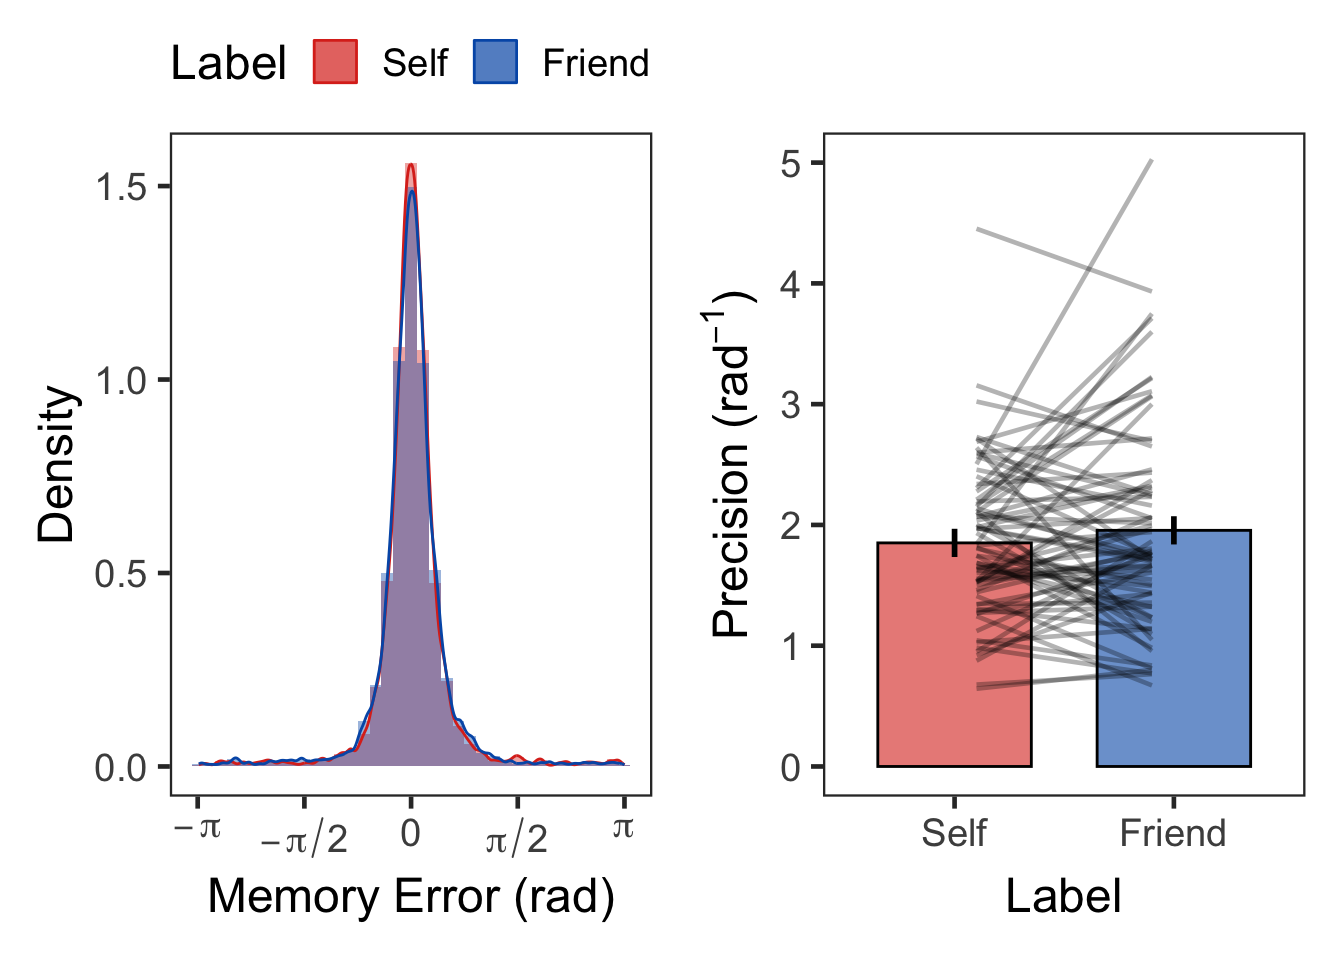 Label Self Friend
Density
1.5
1.0
0.5
0.0
−π −π/2 0 π/2 π
Memory Error (rad)
Precision (rad⁻¹)
5
4
3
2
1
0
Self Friend
Label